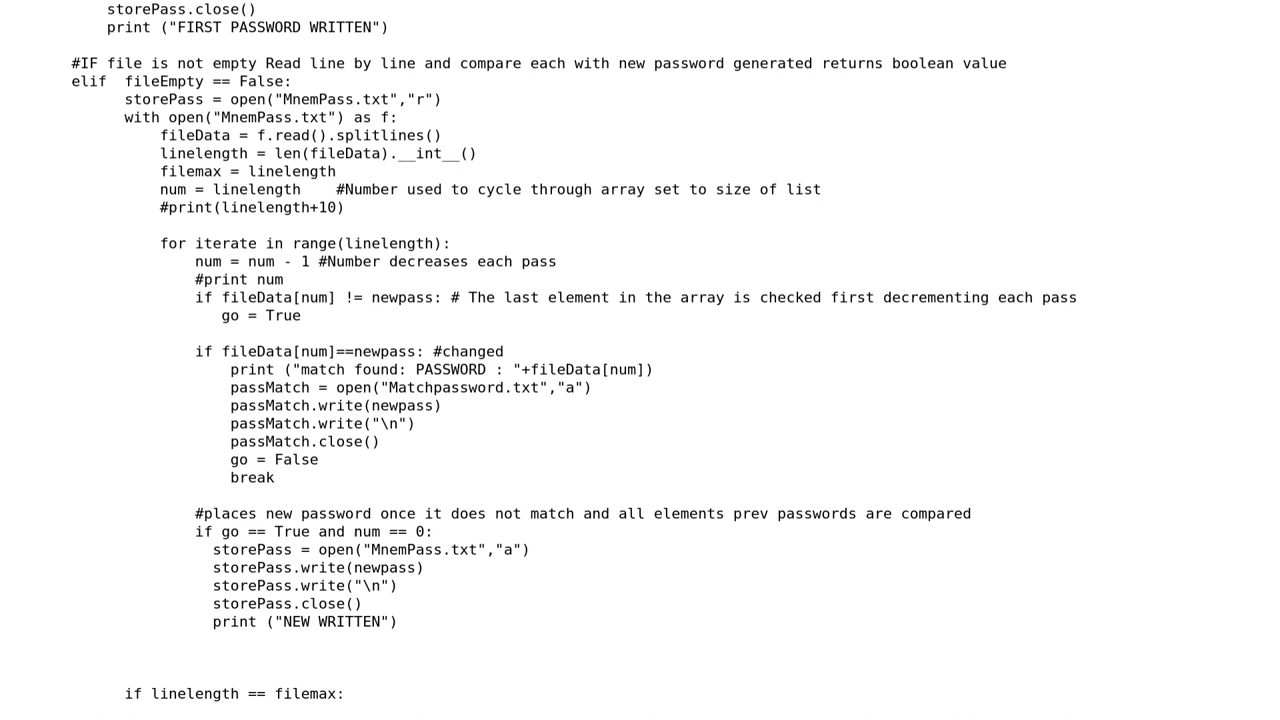 storePass.close()
print ("FIRST PASSWORD WRITTEN")
#IF file is not empty Read line by line and compare each with new password generated returns boolean value
elif  fileEmpty == False:
storePass = open("MnemPass.txt","r")
with open("MnemPass.txt") as f:
fileData = f.read().splitlines()
linelength = len(fileData).__int__()
filemax = linelength
num = linelength    #Number used to cycle through array set to size of list
#print(linelength+10)
for iterate in range(linelength):
num = num - 1 #Number decreases each pass
#print num
if fileData[num] != newpass: # The last element in the array is checked first decrementing each pass
go = True
if fileData[num]==newpass: #changed
print ("match found: PASSWORD : "+fileData[num])
passMatch = open("Matchpassword.txt","a")
passMatch.write(newpass)
passMatch.write("\n")
passMatch.close()
go = False
break
#places new password once it does not match and all elements prev passwords are compared
if go == True and num == 0:
storePass = open("MnemPass.txt","a")
storePass.write(newpass)
storePass.write("\n")
storePass.close()
print ("NEW WRITTEN")
if linelength == filemax: